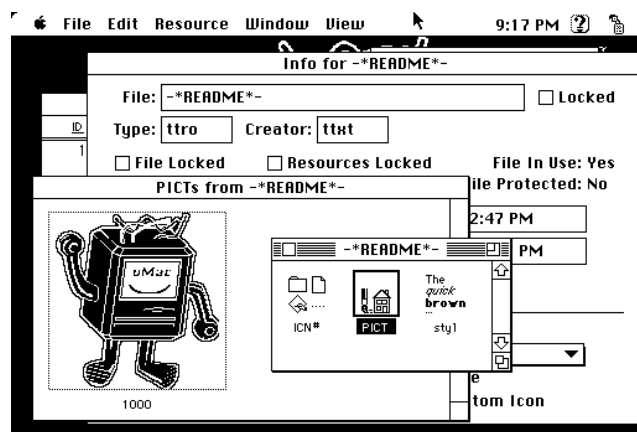 File Edit Resource Window View 9:17 PM
Info for -*README*-
File: -*README*- Locked
ID Type: ttro Creator: ttxt
1 File Locked Resources Locked File In Use: Yes
PICTs from -*README*- ile Protected: No
2:47 PM
-*README*- PM
uMac
The
quick
brown
ICN# PICT styl
e
1000 tom Icon